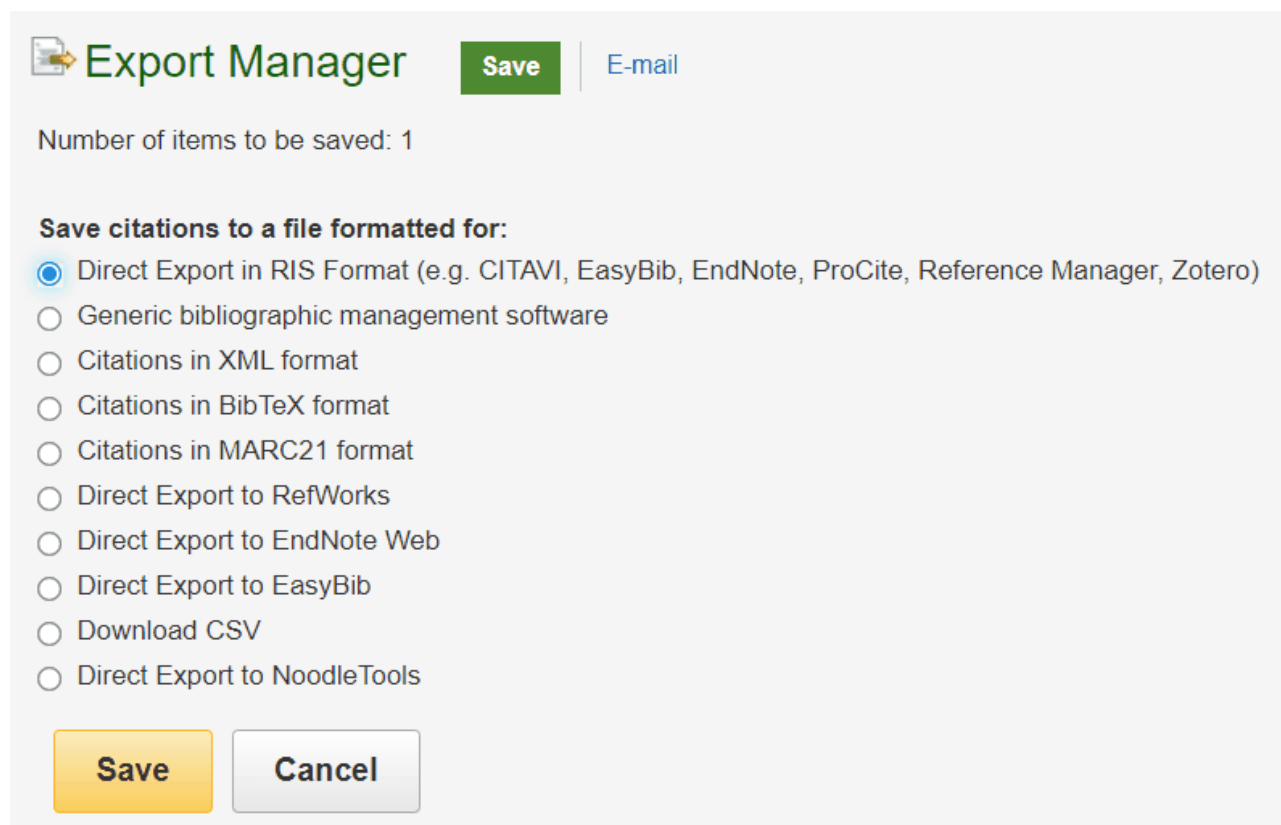 Export Manager Save E-mail
Number of items to be saved: 1
Save citations to a file formatted for:
Direct Export in RIS Format (e.g. CITAVI, EasyBib, EndNote, ProCite, Reference Manager, Zotero)
Generic bibliographic management software
Citations in XML format
Citations in BibTeX format
Citations in MARC21 format
Direct Export to RefWorks
Direct Export to EndNote Web
Direct Export to EasyBib
Download CSV
Direct Export to NoodleTools
Save Cancel